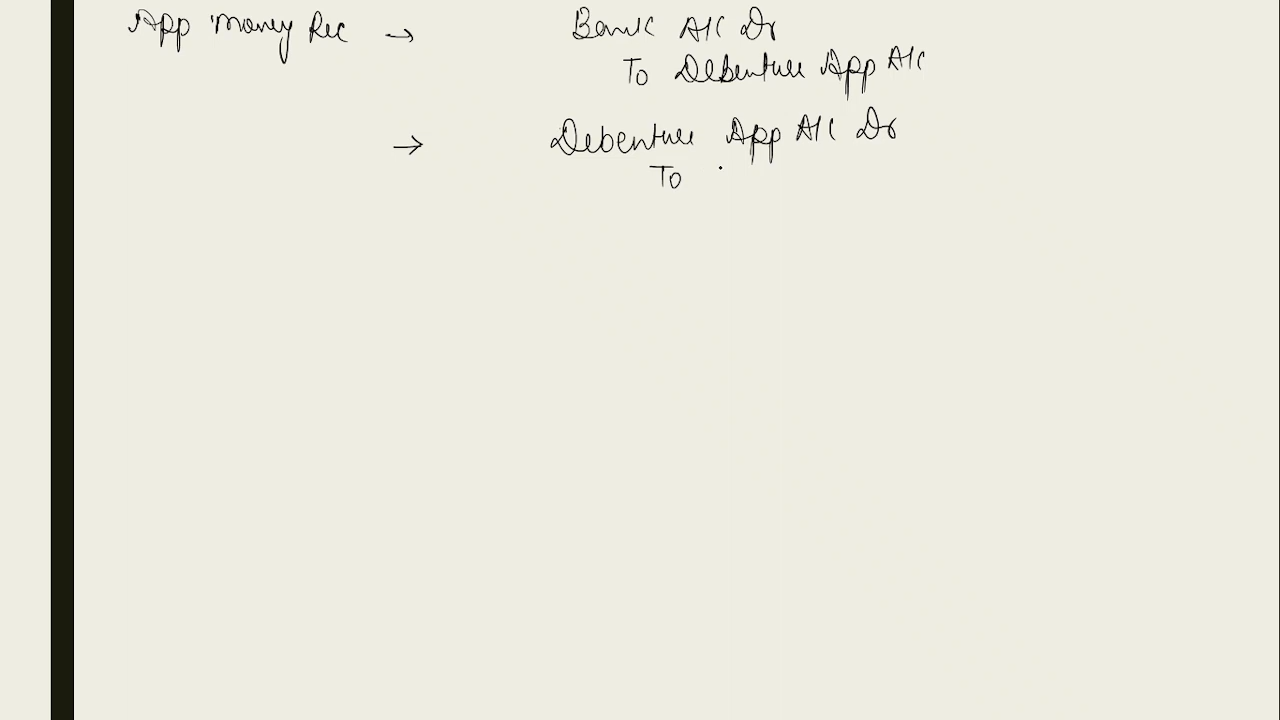 App money Rec → Bank A/C Dr
To Debenture App A/C
→ Debenture App A/C Dr
To